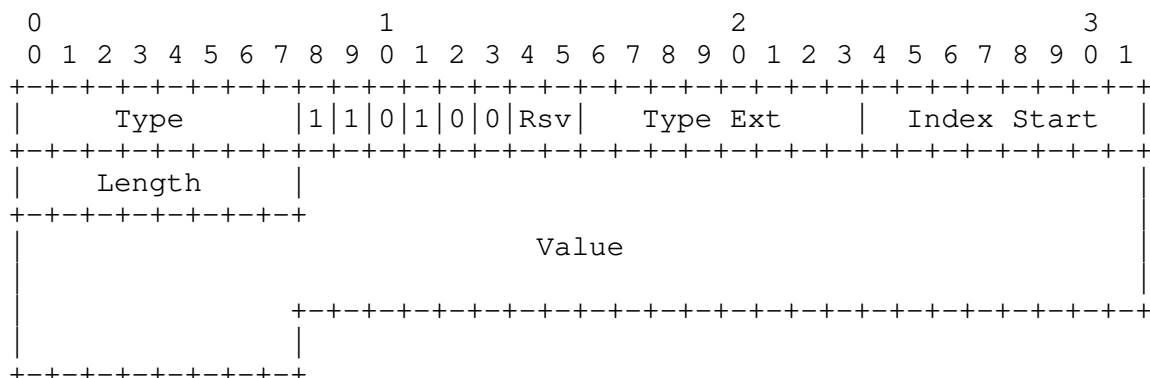 0                   1                   2                   3
 0 1 2 3 4 5 6 7 8 9 0 1 2 3 4 5 6 7 8 9 0 1 2 3 4 5 6 7 8 9 0 1
+-+-+-+-+-+-+-+-+-+-+-+-+-+-+-+-+-+-+-+-+-+-+-+-+-+-+-+-+-+-+-+-+
|     Type      |1|1|0|1|0|0|Rsv|   Type Ext    |  Index Start  |
+-+-+-+-+-+-+-+-+-+-+-+-+-+-+-+-+-+-+-+-+-+-+-+-+-+-+-+-+-+-+-+-+
|    Length     |                                               |
+-+-+-+-+-+-+-+-+                                               |
|                             Value                             |
|                                                               |
|               +-+-+-+-+-+-+-+-+-+-+-+-+-+-+-+-+-+-+-+-+-+-+-+-+
|               |
+-+-+-+-+-+-+-+-+